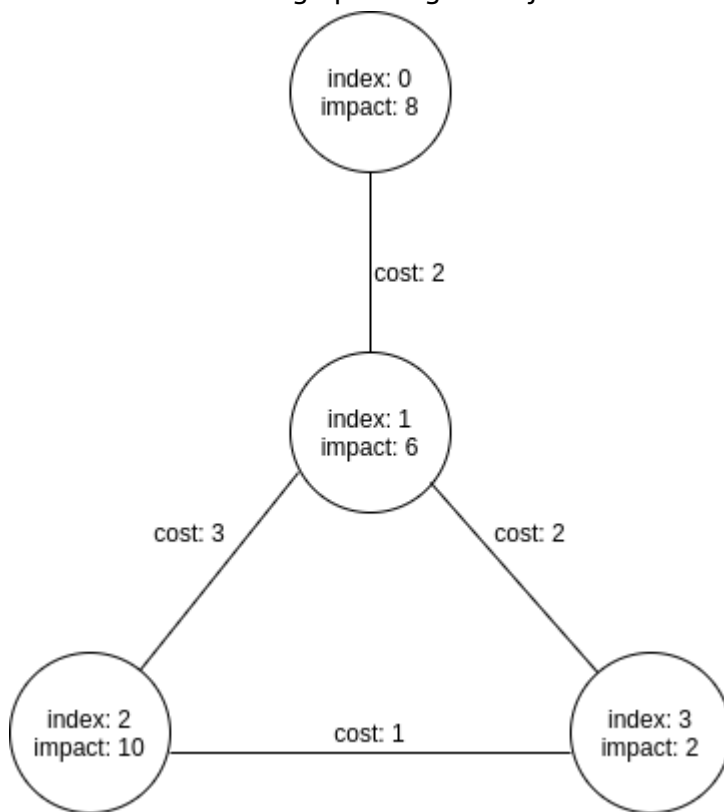 index: 0
impact: 8
cost: 2
index: 1
impact: 6
cost: 3
cost: 2
index: 2
impact: 10
cost: 1
index: 3
impact: 2